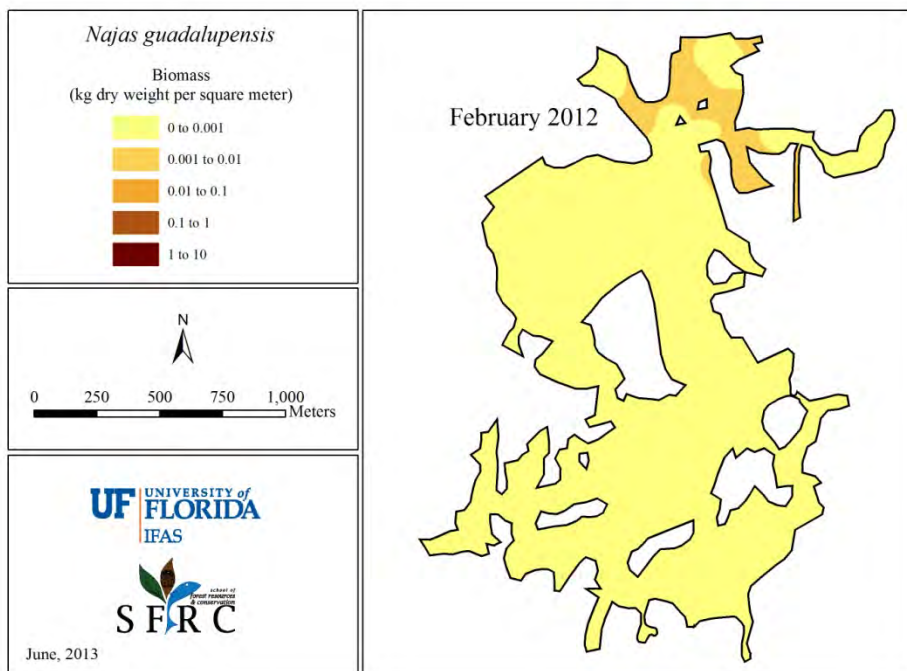 Najas guadalupensis
Biomass
(kg dry weight per square meter)
0 to 0.001
0.001 to 0.01
0.01 to 0.1
0.1 to 1
1 to 10
N
0 250 500 750 1,000
Meters
UF UNIVERSITY of
FLORIDA
IFAS
school of
forest resources
& conservation
SFRC
June, 2013
February 2012